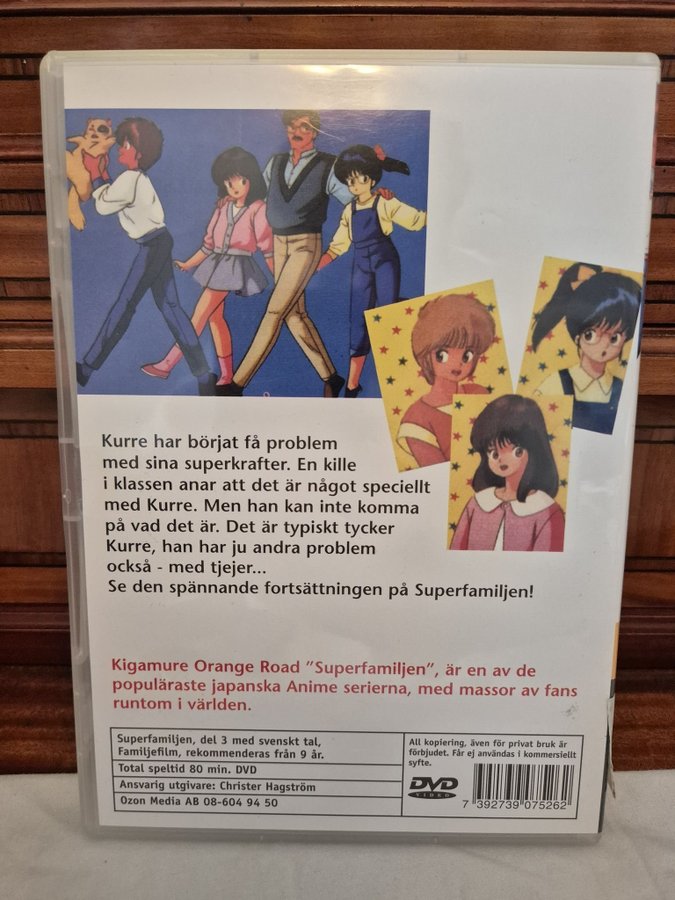 Kurre har börjat få problem
med sina superkrafter. En kille
i klassen anar att det är något speciellt
med Kurre. Men han kan inte komma
på vad det är. Det är typiskt tycker
Kurre, han har ju andra problem
också - med tjejer...
Se den spännande fortsättningen på Superfamiljen!
Kigamure Orange Road "Superfamiljen", är en av de
populäraste japanska Anime serierna, med massor av fans
runtom i världen.
Superfamiljen, del 3 med svenskt tal,
Familjefilm, rekommenderas från 9 år.
Total speltid 80 min. DVD
Ansvarig utgivare: Christer Hagström
Ozon Media AB 08-604 94 50
All kopiering, även för privat bruk är
förbjudet. Får ej användas i kommersiellt
syfte.
DVD
VIDEO
7 392739 075262